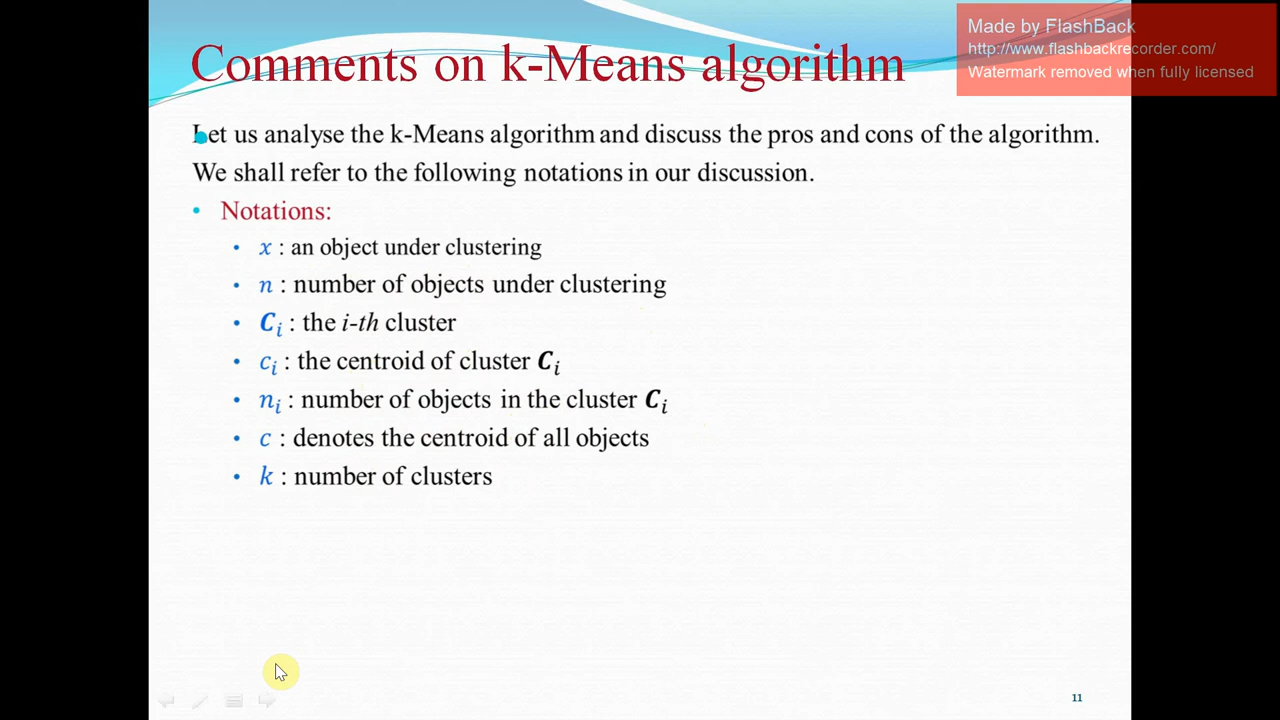 Comments on k-Means algorithm
Made by FlashBack
http://www.flashbackrecorder.com/
Watermark removed when fully licensed
Let us analyse the k-Means algorithm and discuss the pros and cons of the algorithm.
We shall refer to the following notations in our discussion.
• Notations:
• x : an object under clustering
• n : number of objects under clustering
• Cᵢ : the i-th cluster
• cᵢ : the centroid of cluster Cᵢ
• nᵢ : number of objects in the cluster Cᵢ
• c : denotes the centroid of all objects
• k : number of clusters
11